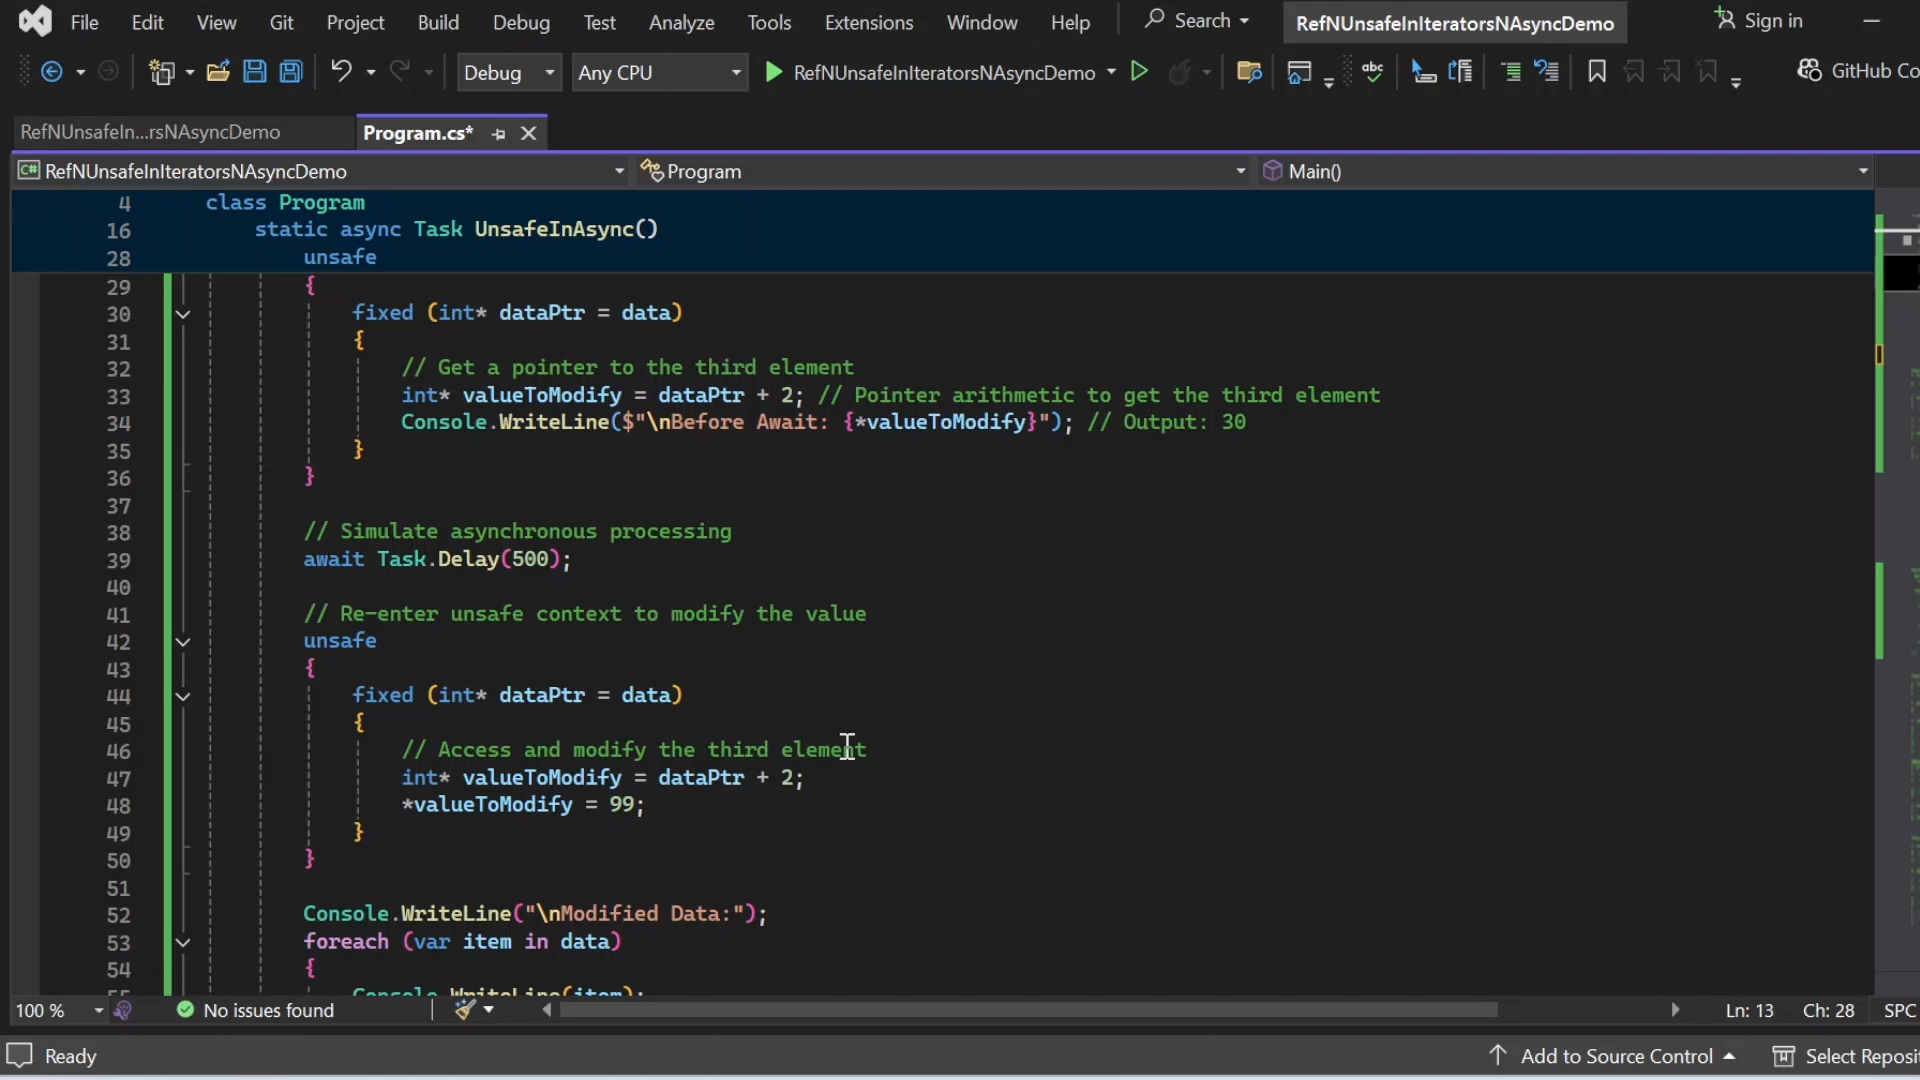 File Edit View Git Project Build Debug Test Analyze Tools Extensions Window Help Search RefNUnsafeInIteratorsNAsyncDemo Sign in
Debug Any CPU RefNUnsafeInIteratorsNAsyncDemo GitHub Co
RefNUnsafeIn...rsNAsyncDemo Program.cs*
RefNUnsafeInIteratorsNAsyncDemo Program Main()
4 class Program
16 static async Task UnsafeInAsync()
28 unsafe
29 {
30 fixed (int* dataPtr = data)
31 {
32 // Get a pointer to the third element
33 int* valueToModify = dataPtr + 2; // Pointer arithmetic to get the third element
34 Console.WriteLine($"\nBefore Await: {*valueToModify}"); // Output: 30
35 }
36 }
37
38 // Simulate asynchronous processing
39 await Task.Delay(500);
40
41 // Re-enter unsafe context to modify the value
42 unsafe
43 {
44 fixed (int* dataPtr = data)
45 {
46 // Access and modify the third element
47 int* valueToModify = dataPtr + 2;
48 *valueToModify = 99;
49 }
50 }
51
52 Console.WriteLine("\nModified Data:");
53 foreach (var item in data)
54 {
55 Console.WriteLine(item);
100 % No issues found Ln: 13 Ch: 28 SPC
Ready Add to Source Control Select Reposit